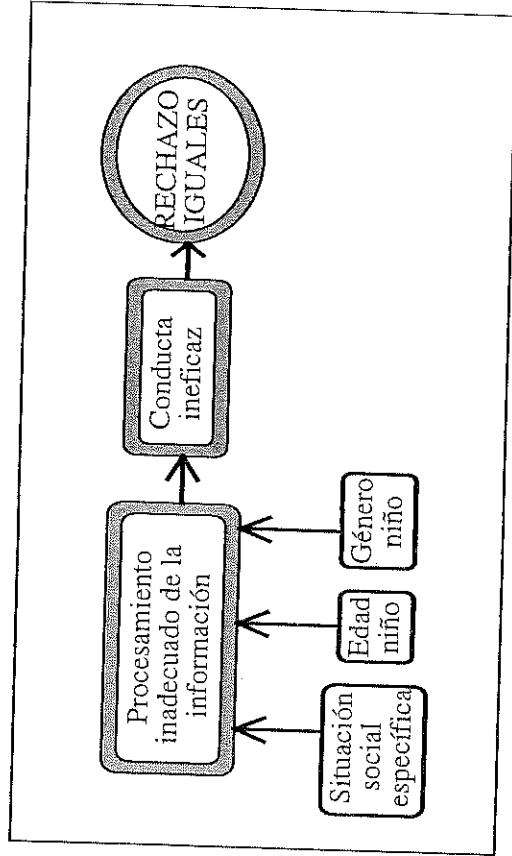 Procesamiento
inadecuado de la
información
Conducta
ineficaz
RECHAZO
IGUALES
Situación
social
específica
Edad
niño
Género
niño